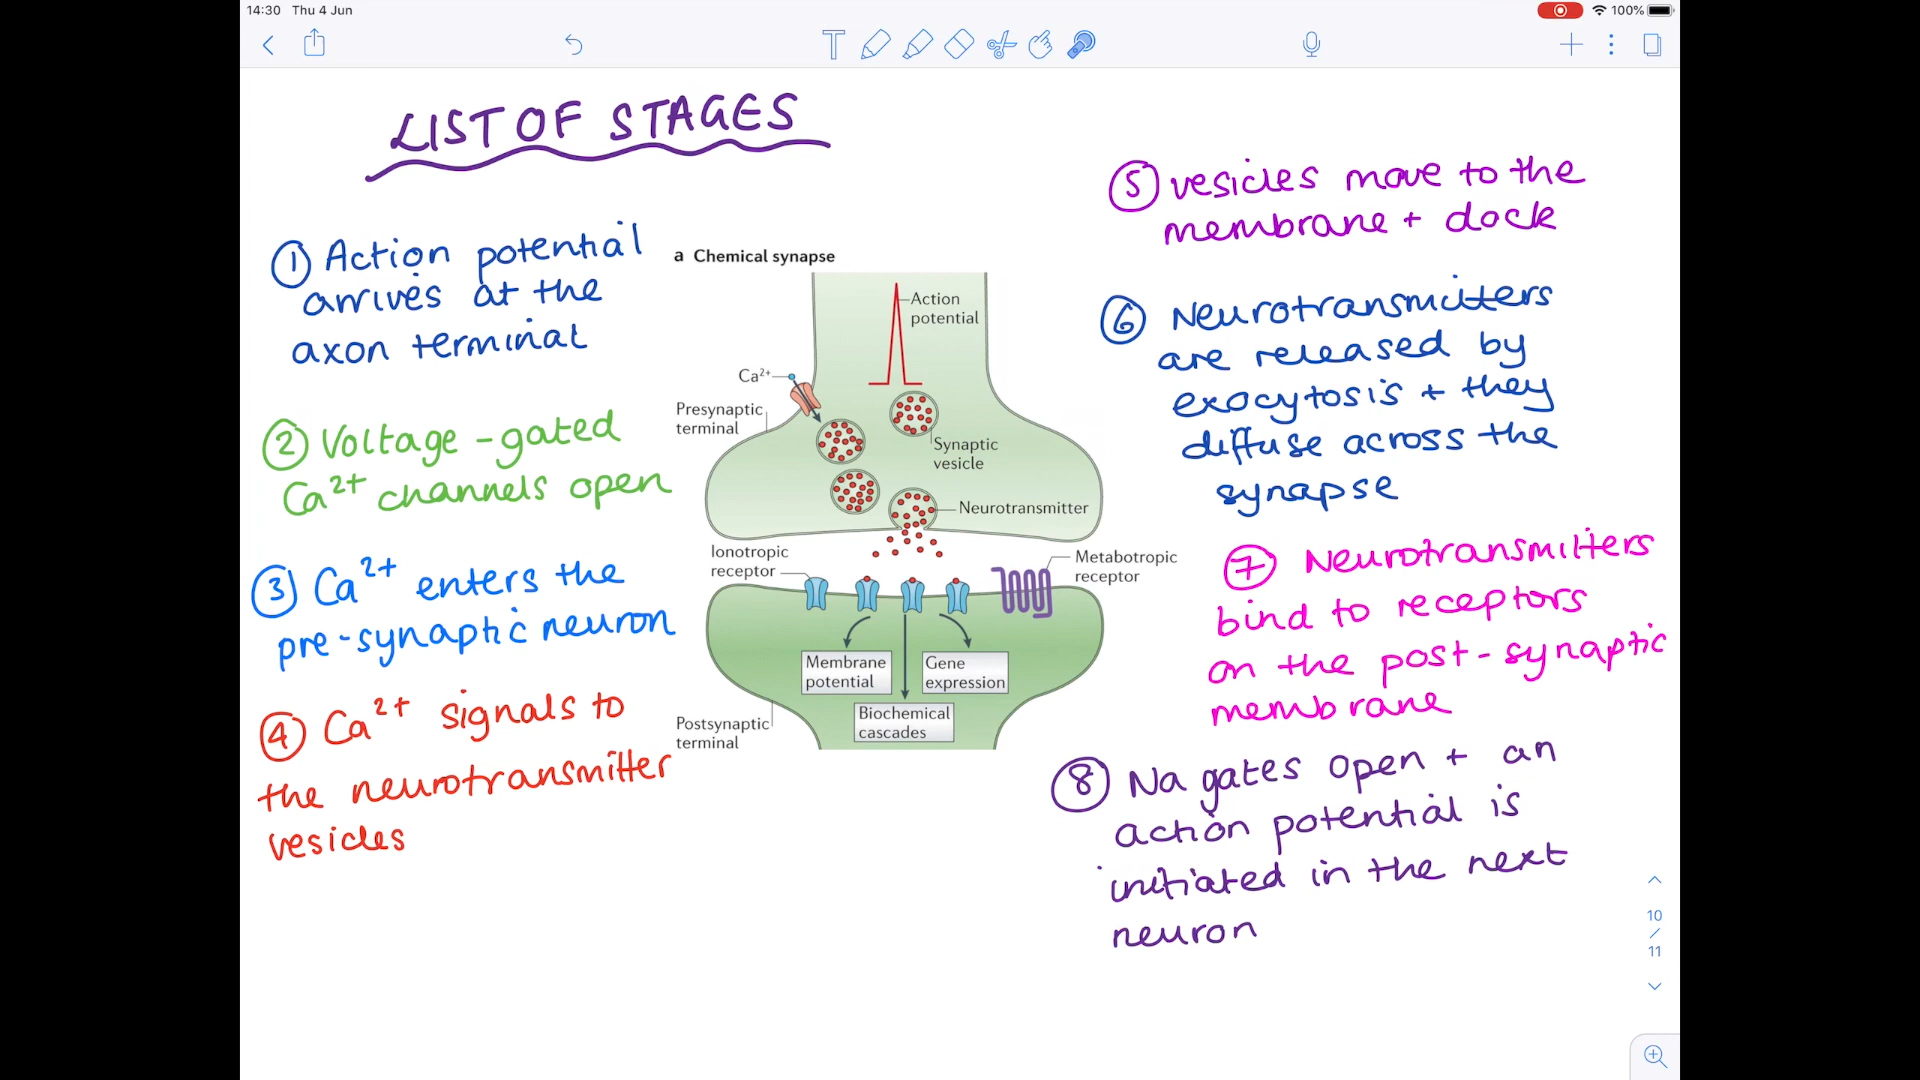 14:30 Thu 4 Jun
100%
LIST OF STAGES
① Action potential
arrives at the
axon terminal
② Voltage-gated
Ca²⁺ channels open
③ Ca²⁺ enters the
pre-synaptic neuron
④ Ca²⁺ signals to
the neurotransmitter
vesicles
a Chemical synapse
Action
potential
Ca²⁺
Presynaptic
terminal
Synaptic
vesicle
Neurotransmitter
Ionotropic
receptor
Metabotropic
receptor
Membrane
potential
Gene
expression
Biochemical
cascades
Postsynaptic
terminal
⑤ vesicles move to the
membrane + dock
⑥ Neurotransmitters
are released by
exocytosis + they
diffuse across the
synapse
⑦ Neurotransmitters
bind to receptors
on the post-synaptic
membrane
⑧ Na gates open + an
action potential is
initiated in the next
neuron
10
/
11